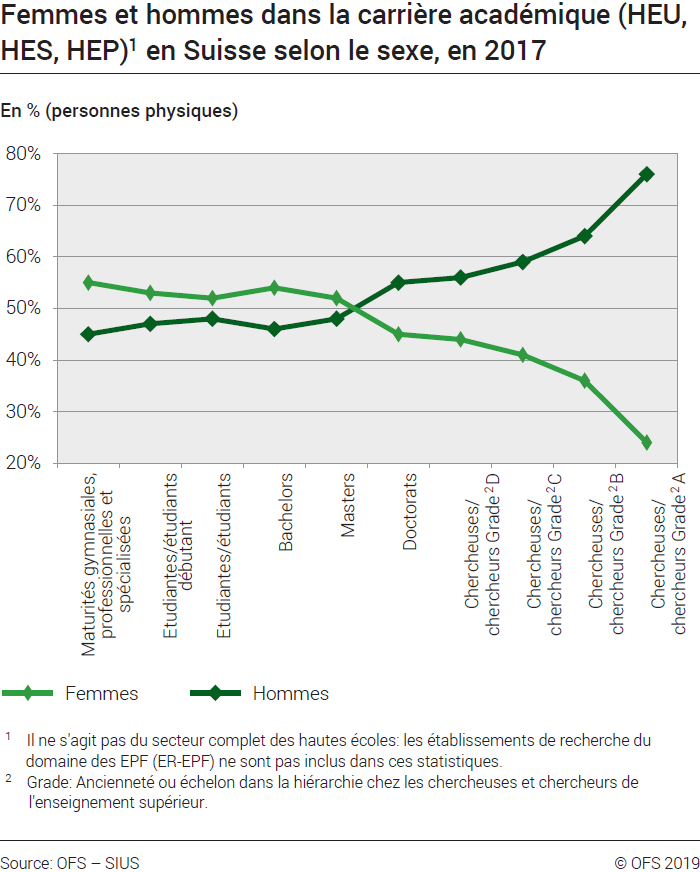 Femmes et hommes dans la carrière académique (HEU,
HES, HEP)¹ en Suisse selon le sexe, en 2017
En % (personnes physiques)
80%
70%
60%
50%
40%
30%
20%
Maturités gymnasiales,
professionnelles et
spécialisées
Etudiantes/étudiants
débutant
Etudiantes/étudiants
Bachelors
Masters
Doctorats
Chercheuses/
chercheurs Grade² D
Chercheuses/
chercheurs Grade² C
Chercheuses/
chercheurs Grade² B
Chercheuses/
chercheurs Grade² A
Femmes
Hommes
¹ Il ne s'agit pas du secteur complet des hautes écoles: les établissements de recherche du
domaine des EPF (ER-EPF) ne sont pas inclus dans ces statistiques.
² Grade: Ancienneté ou échelon dans la hiérarchie chez les chercheuses et chercheurs de
l'enseignement supérieur.
Source: OFS – SIUS
© OFS 2019